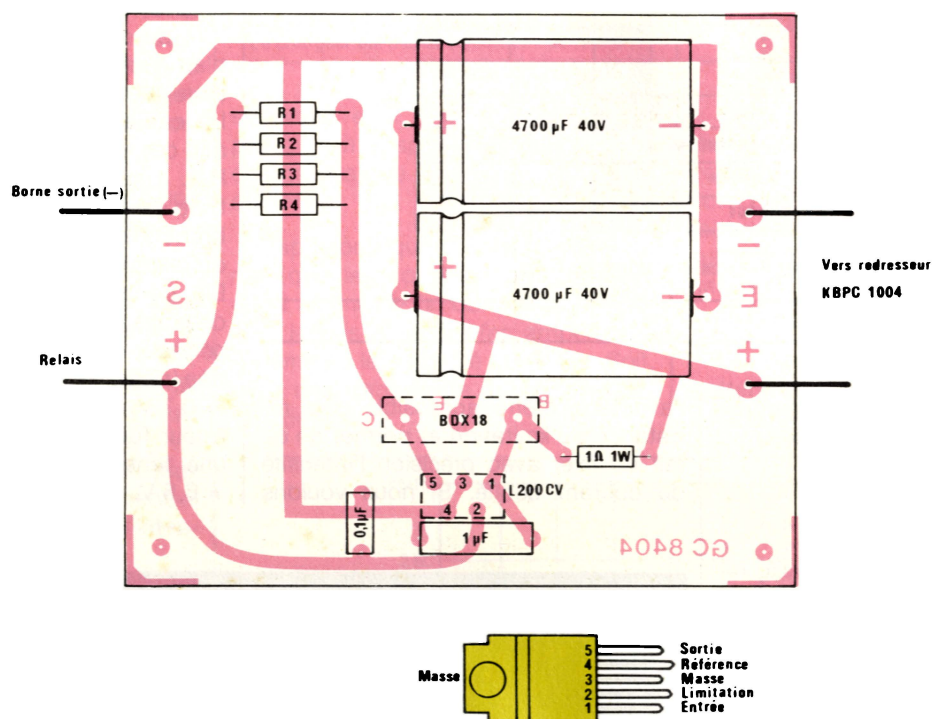 R1
R2
R3
R4
+
4700 µF 40V
−
Borne sortie (—)
−
S
+
+
4700 µF 40V
−
−
E
+
Vers redresseur
KBPC 1004
Relais
C
E
B
BDX18
1Ω 1W
5 3 1
4 2
L200 CV
0,1µF
1µF
GC 8404
Masse
5 Sortie
4 Référence
3 Masse
2 Limitation
1 Entrée